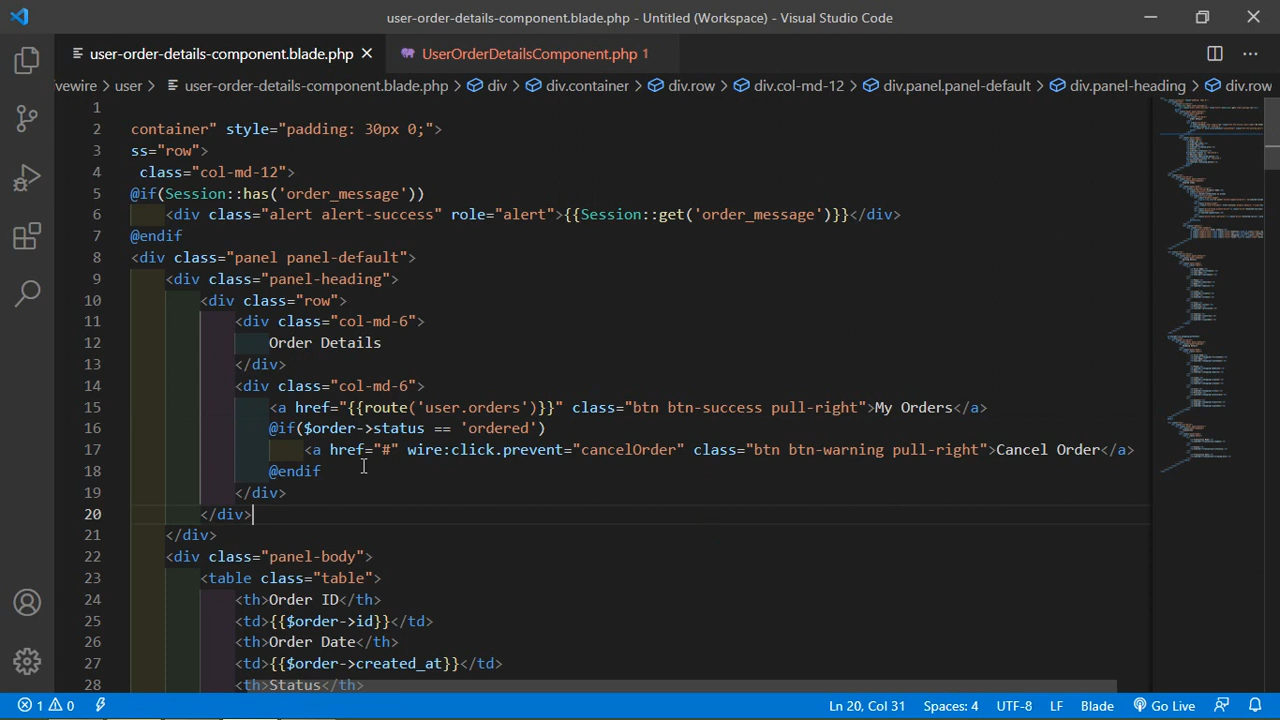 user-order-details-component.blade.php - Untitled (Workspace) - Visual Studio Code
user-order-details-component.blade.php
UserOrderDetailsComponent.php 1
vewire > user > user-order-details-component.blade.php > div > div.container > div.row > div.col-md-12 > div.panel.panel-default > div.panel-heading > div.row
1
2 container" style="padding: 30px 0;">
3 ss="row">
4 class="col-md-12">
5 @if(Session::has('order_message'))
6 <div class="alert alert-success" role="alert">{{Session::get('order_message')}}</div>
7 @endif
8 <div class="panel panel-default">
9 <div class="panel-heading">
10 <div class="row">
11 <div class="col-md-6">
12 Order Details
13 </div>
14 <div class="col-md-6">
15 <a href="{{route('user.orders')}}" class="btn btn-success pull-right">My Orders</a>
16 @if($order->status == 'ordered')
17 <a href="#" wire:click.prevent="cancelOrder" class="btn btn-warning pull-right">Cancel Order</a>
18 @endif
19 </div>
20 </div>
21 </div>
22 <div class="panel-body">
23 <table class="table">
24 <th>Order ID</th>
25 <td>{{$order->id}}</td>
26 <th>Order Date</th>
27 <td>{{$order->created_at}}</td>
28 <th>Status</th>
1 0 Ln 20, Col 31 Spaces: 4 UTF-8 LF Blade Go Live